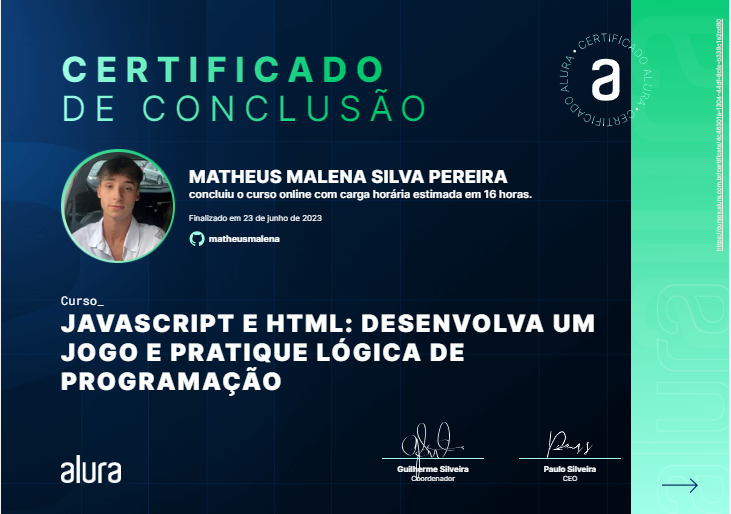 CERTIFICADO
DE CONCLUSÃO
CERTIFICADO ALURA • CERTIFICADO ALURA •
a
MATHEUS MALENA SILVA PEREIRA
concluiu o curso online com carga horária estimada em 16 horas.
Finalizado em 23 de junho de 2023
matheusmalena
Curso_
JAVASCRIPT E HTML: DESENVOLVA UM
JOGO E PRATIQUE LÓGICA DE
PROGRAMAÇÃO
alura
Guilherme Silveira
Coordenador
Paulo Silveira
CEO
alura